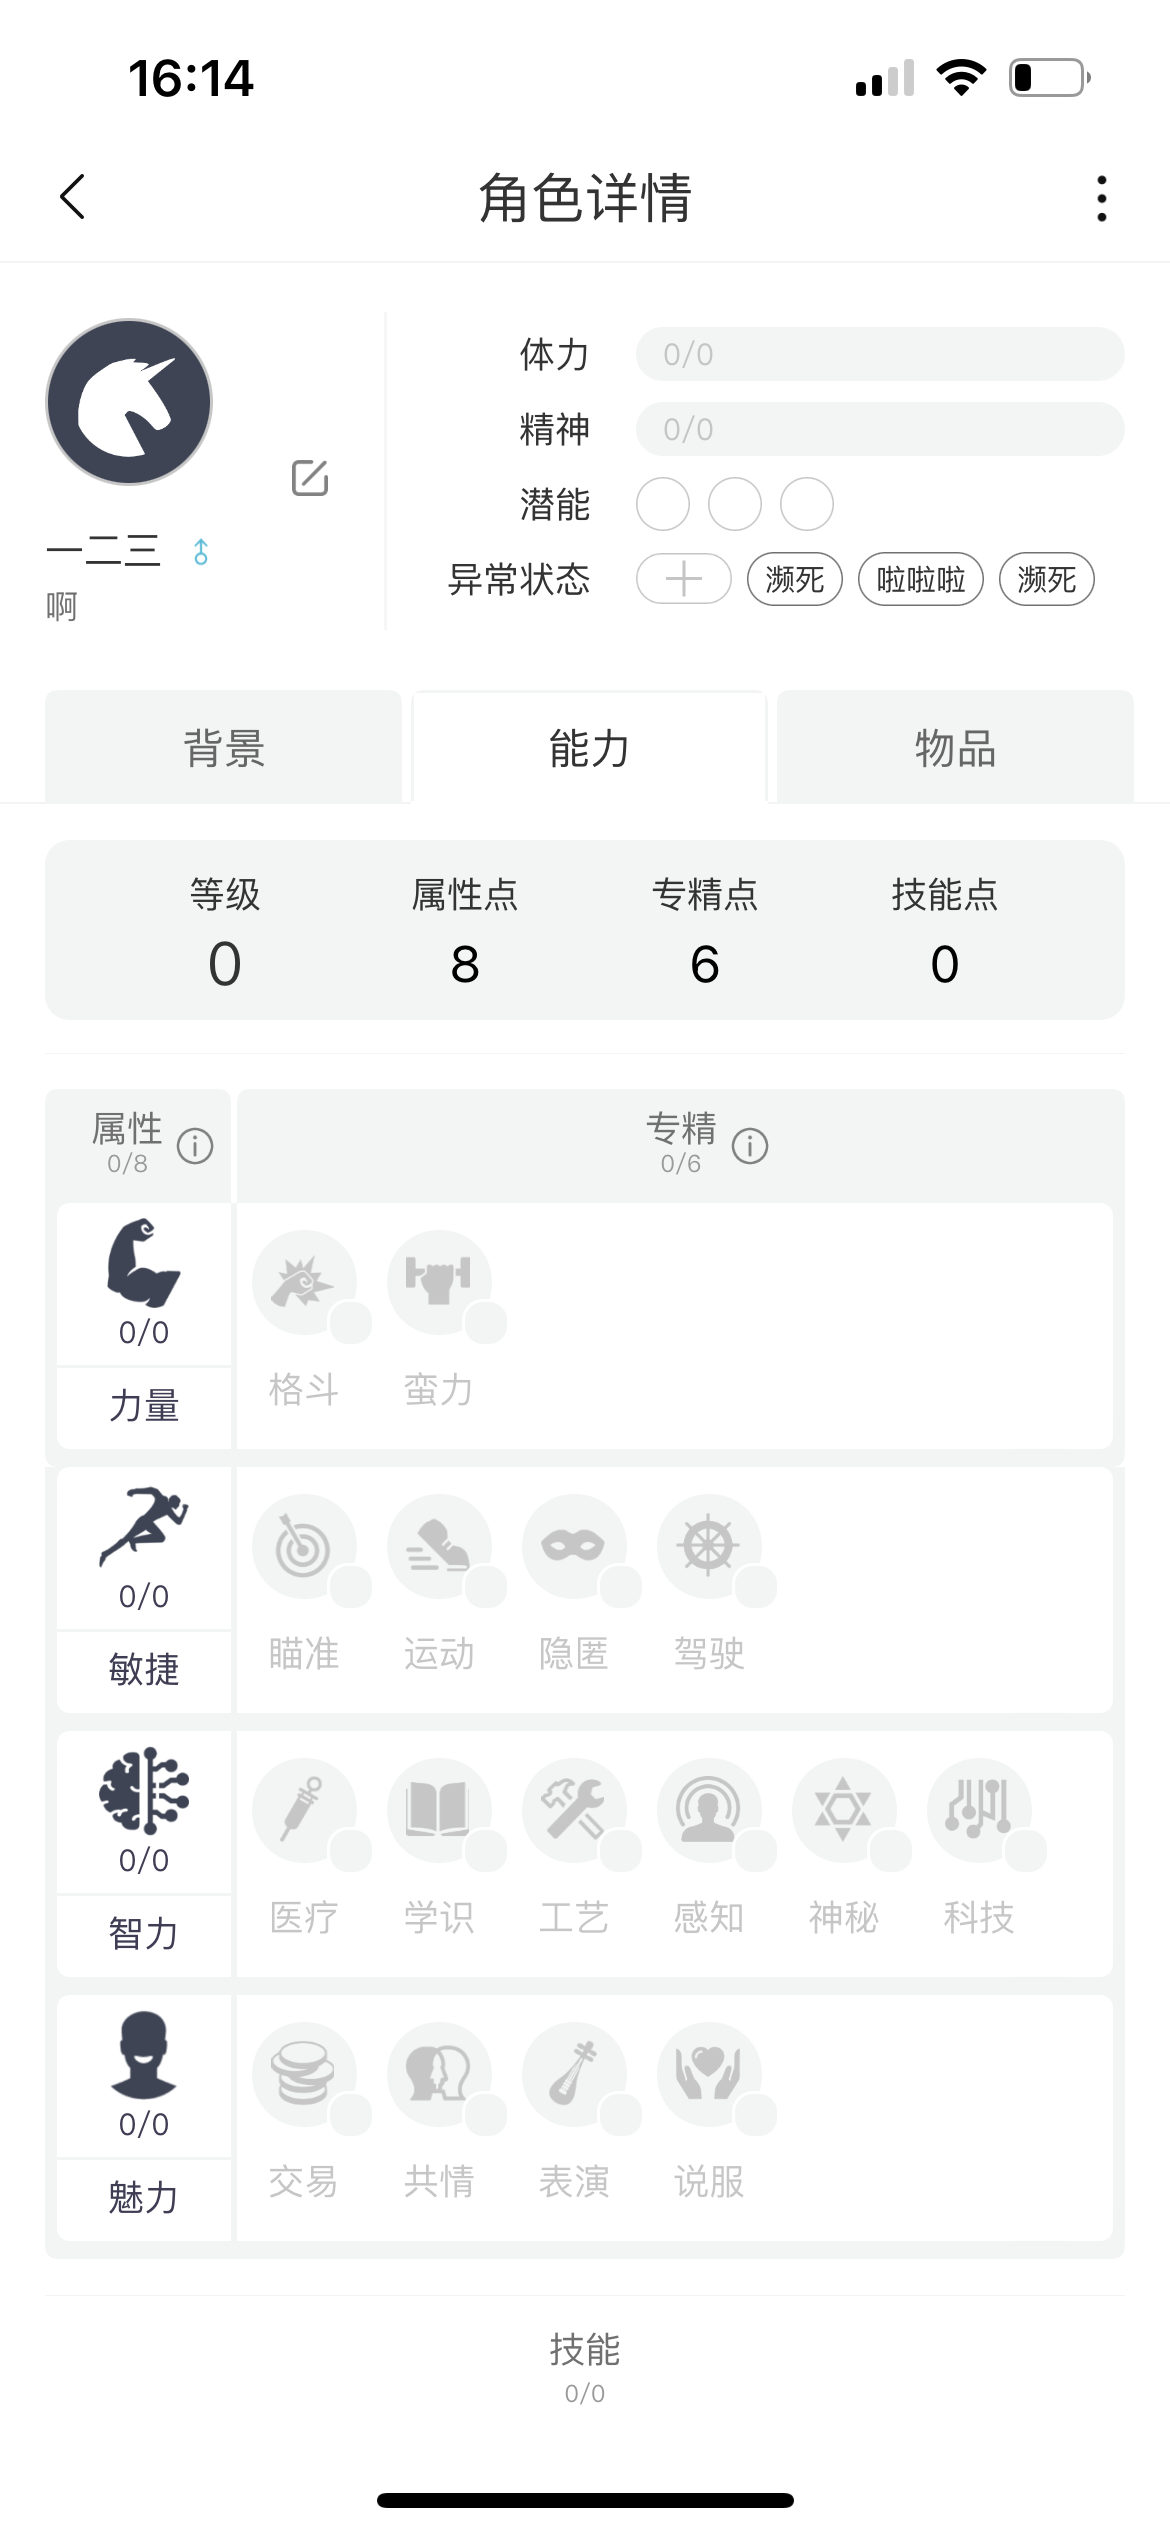 16:14
角色详情
一二三
啊
体力 0/0
精神 0/0
潜能
异常状态 濒死 啦啦啦 濒死
背景 能力 物品
等级 属性点 专精点 技能点
0 8 6 0
属性 专精
0/8 0/6
0/0
力量
格斗 蛮力
0/0
敏捷
瞄准 运动 隐匿 驾驶
0/0
智力
医疗 学识 工艺 感知 神秘 科技
0/0
魅力
交易 共情 表演 说服
技能
0/0